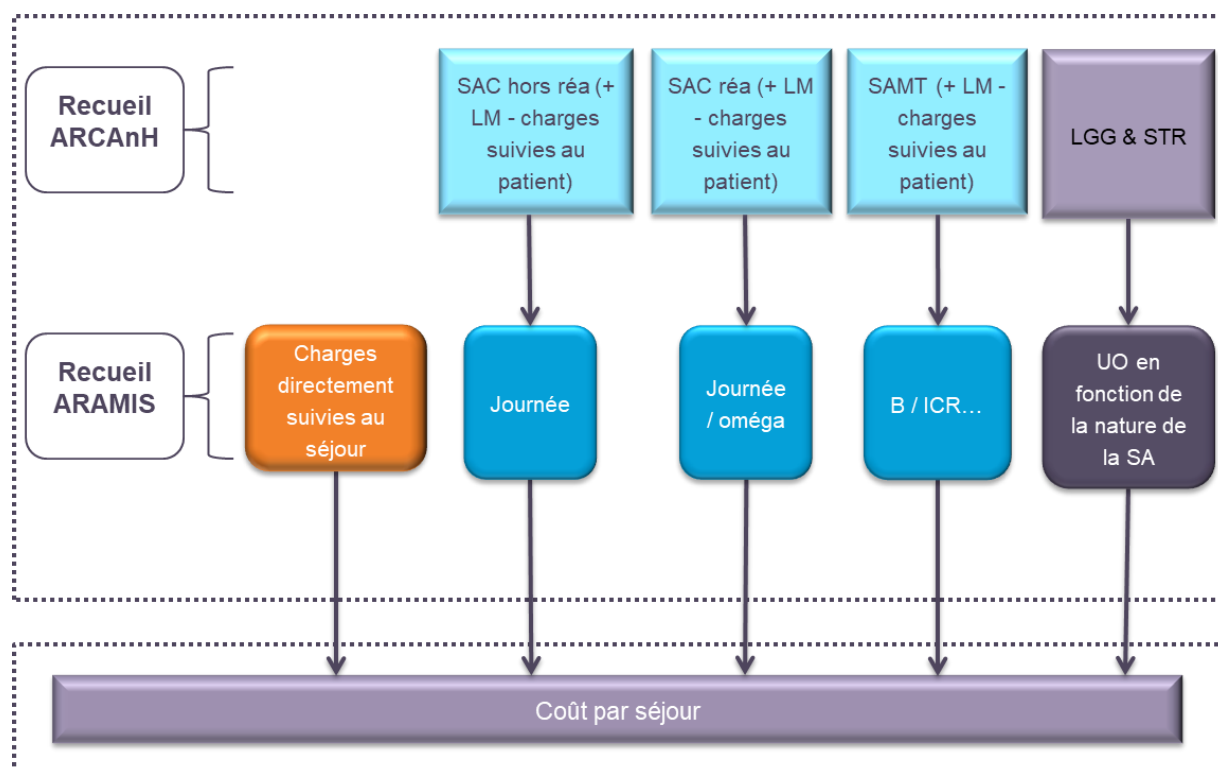 Recueil
ARCAnH
SAC hors réa (+
LM - charges
suivies au
patient)
SAC réa (+ LM
- charges
suivies au
patient)
SAMT (+ LM -
charges
suivies au
patient)
LGG & STR
Recueil
ARAMIS
Charges
directement
suivies au
séjour
Journée
Journée
/ oméga
B / ICR...
UO en
fonction de
la nature de
la SA
Coût par séjour